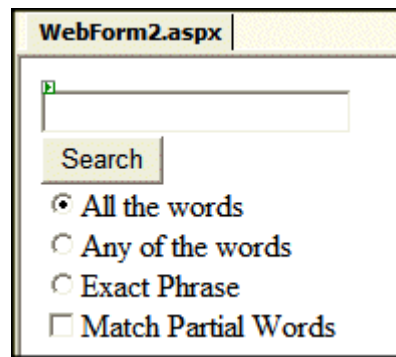 WebForm2.aspx
Search
All the words
Any of the words
Exact Phrase
Match Partial Words